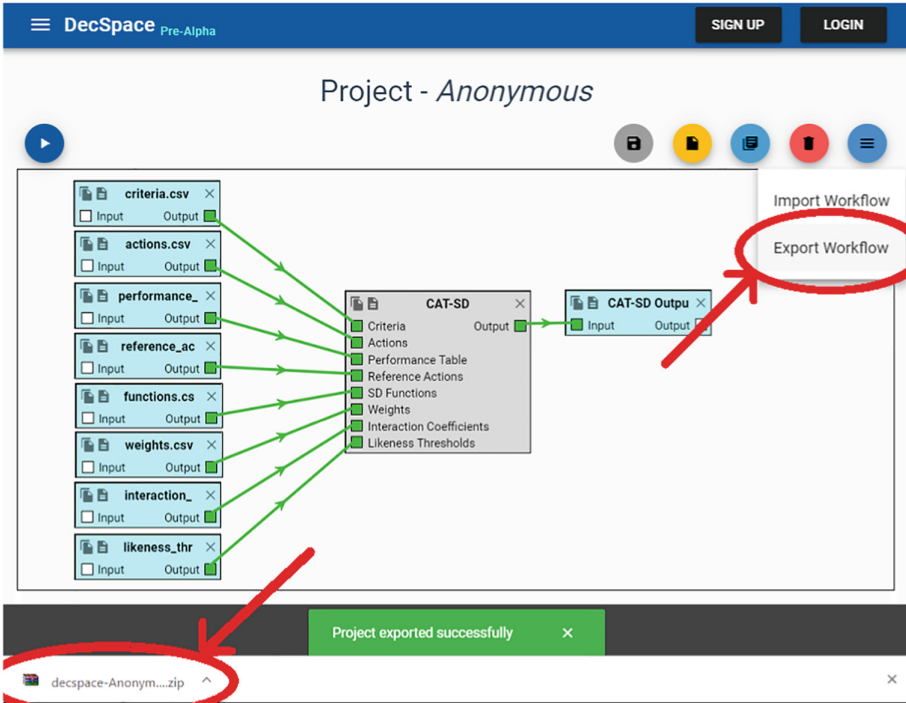 DecSpace Pre-Alpha
SIGN UP
LOGIN
Project - Anonymous
Import Workflow
Export Workflow
criteria.csv
Input Output
actions.csv
Input Output
performance_
Input Output
reference_ac
Input Output
functions.cs
Input Output
weights.csv
Input Output
interaction_
Input Output
likeness_thr
Input Output
CAT-SD
Criteria Output
Actions
Performance Table
Reference Actions
SD Functions
Weights
Interaction Coefficients
Likeness Thresholds
CAT-SD Outpu
Input Output
Project exported successfully
decspace-Anonym....zip